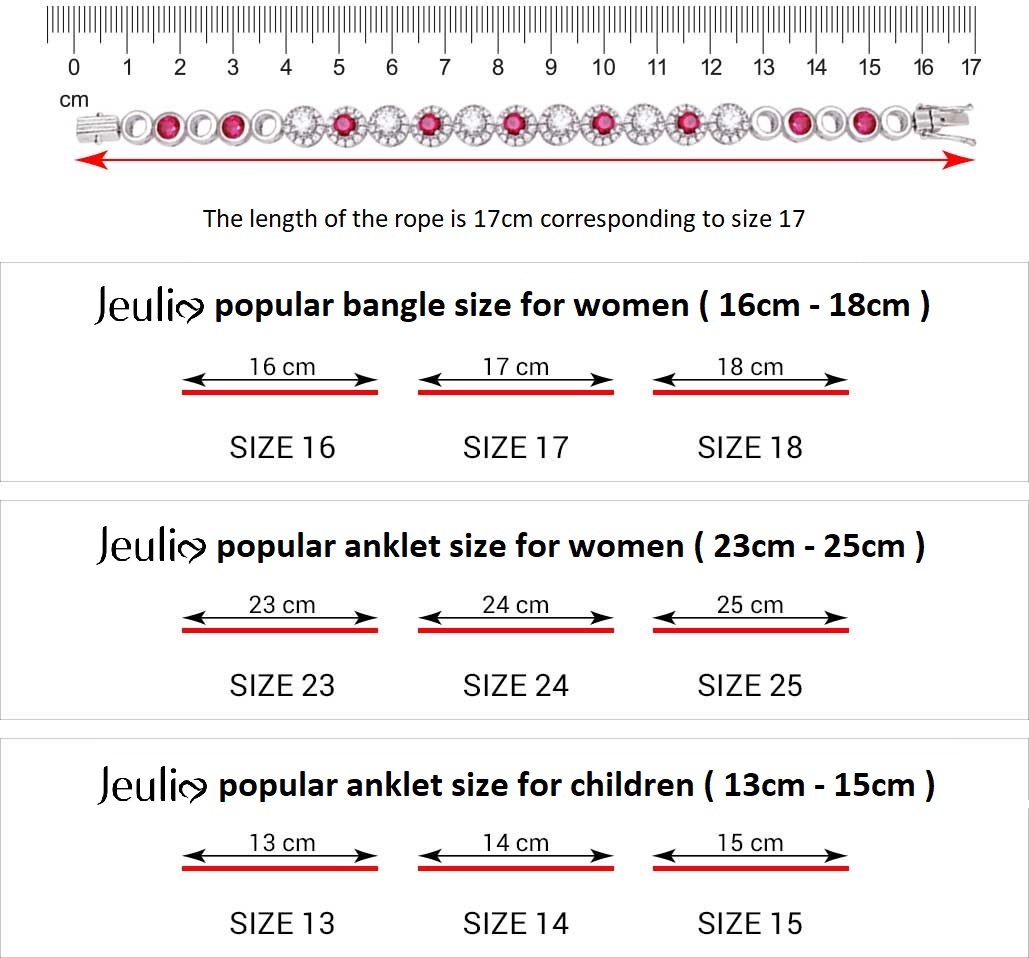 0 1 2 3 4 5 6 7 8 9 10 11 12 13 14 15 16 17
cm
The length of the rope is 17cm corresponding to size 17
Jeulia popular bangle size for women ( 16cm - 18cm )
16 cm 17 cm 18 cm
SIZE 16 SIZE 17 SIZE 18
Jeulia popular anklet size for women ( 23cm - 25cm )
23 cm 24 cm 25 cm
SIZE 23 SIZE 24 SIZE 25
Jeulia popular anklet size for children ( 13cm - 15cm )
13 cm 14 cm 15 cm
SIZE 13 SIZE 14 SIZE 15